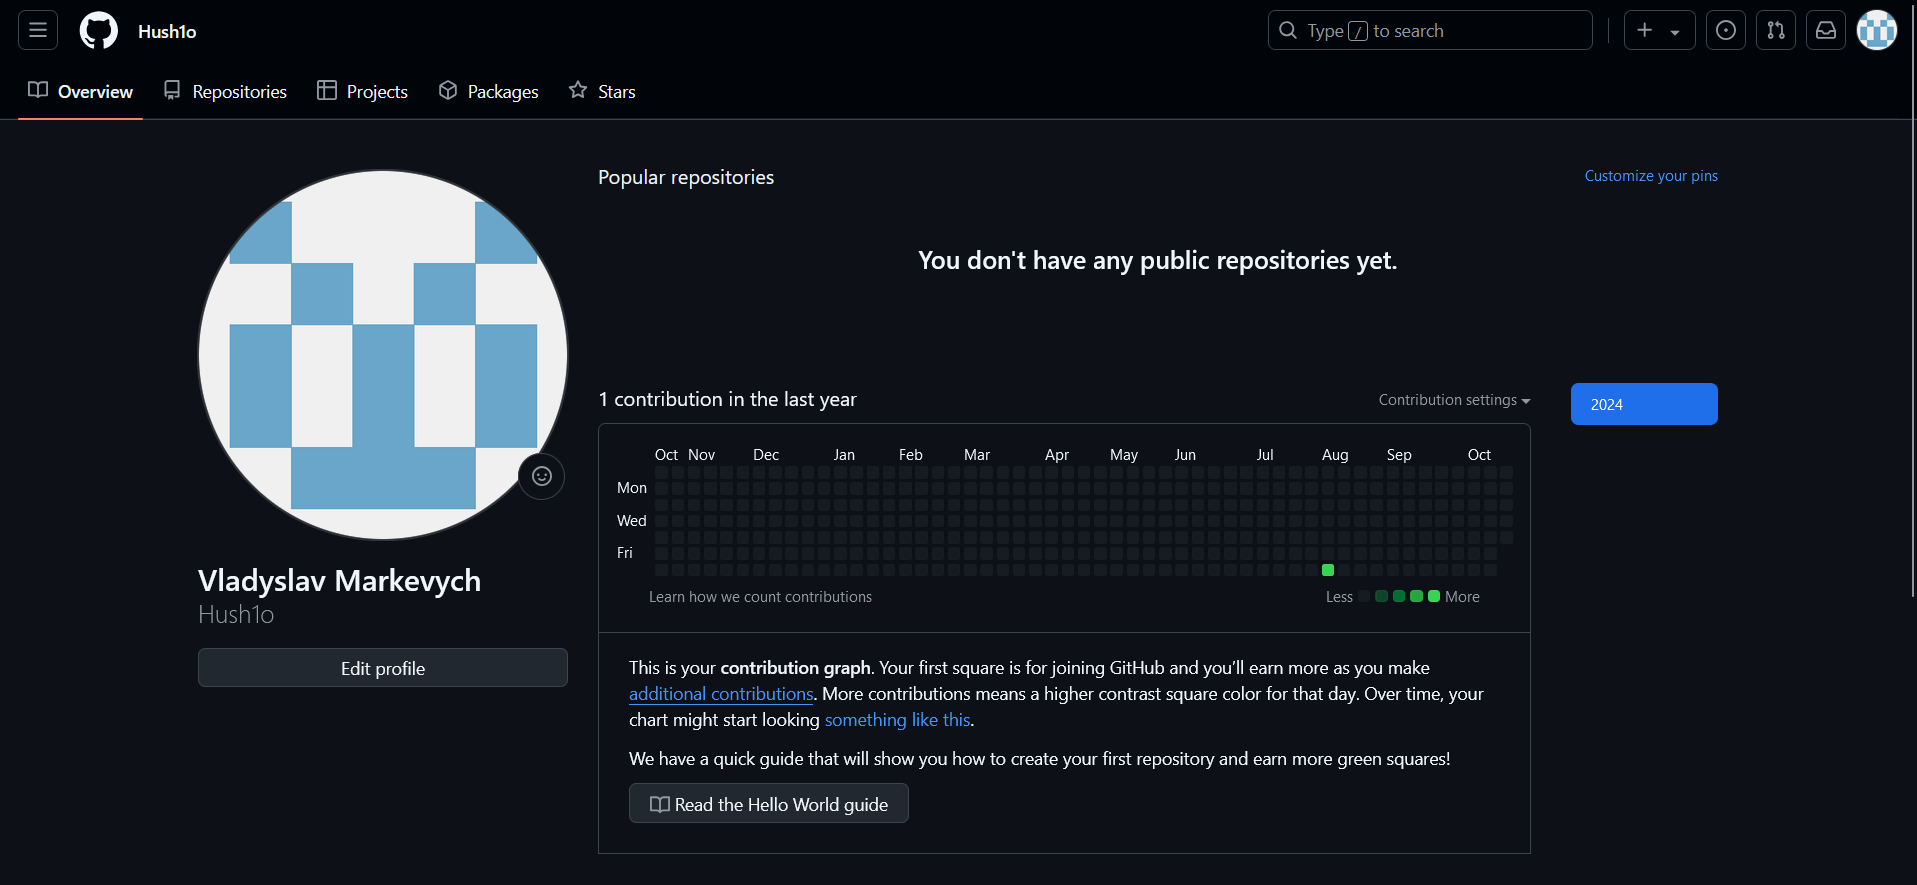 Hush1o
Type / to search
Overview
Repositories
Projects
Packages
Stars
Popular repositories
Customize your pins
You don't have any public repositories yet.
1 contribution in the last year
Contribution settings
2024
Oct Nov Dec Jan Feb Mar Apr May Jun Jul Aug Sep Oct
Mon
Wed
Fri
Learn how we count contributions
Less More
Vladyslav Markevych
Hush1o
Edit profile
This is your contribution graph. Your first square is for joining GitHub and you’ll earn more as you make
additional contributions. More contributions means a higher contrast square color for that day. Over time, your
chart might start looking something like this.
We have a quick guide that will show you how to create your first repository and earn more green squares!
Read the Hello World guide